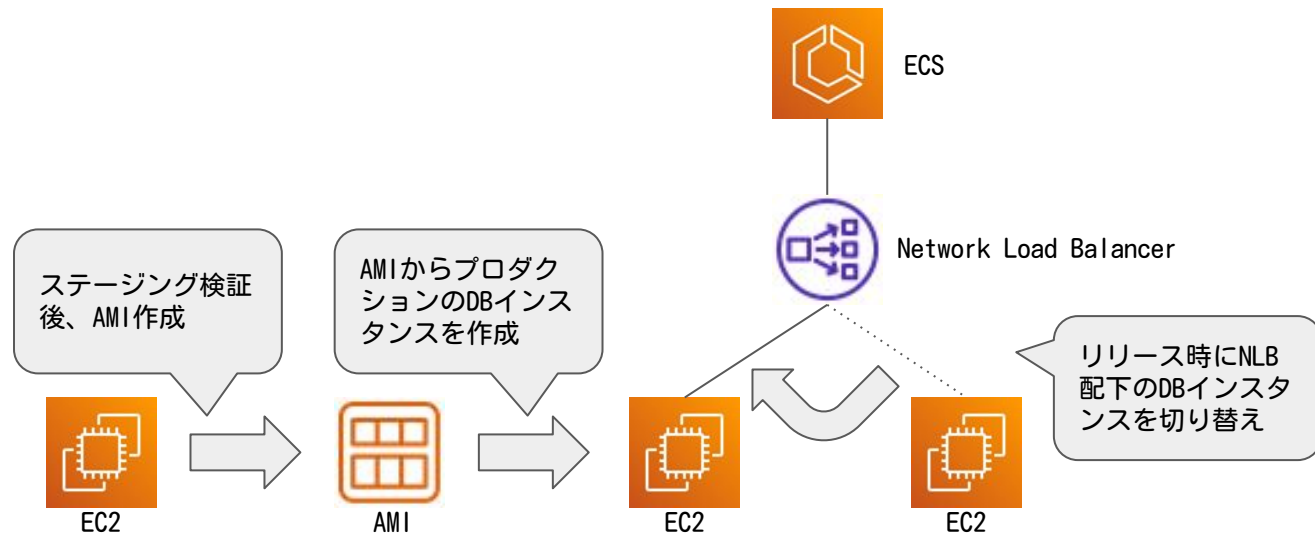 ECS
Network Load Balancer
ステージング検証
後、AMI作成
AMIからプロダク
ションのDBインス
タンスを作成
リリース時にNLB
配下のDBインスタ
ンスを切り替え
EC2
AMI
EC2
EC2